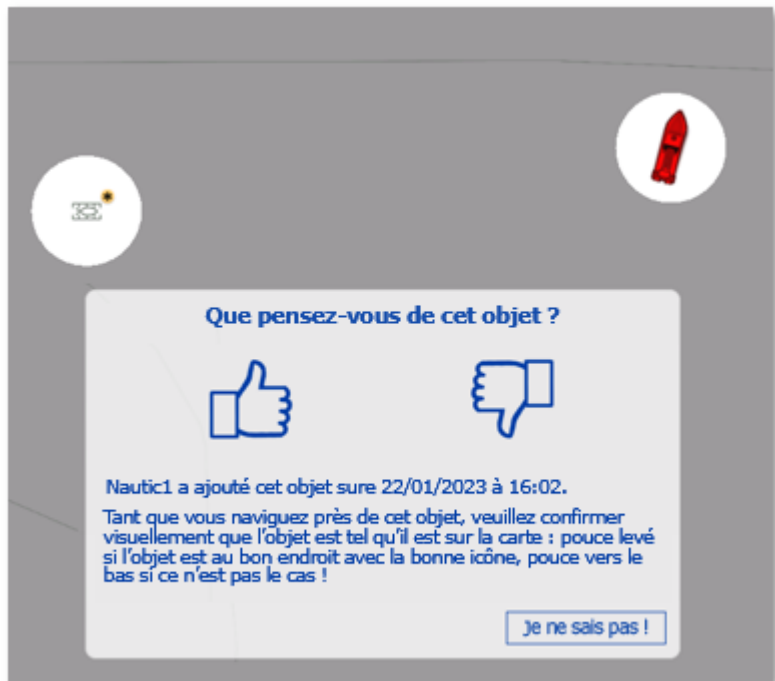 Que pensez-vous de cet objet ?
Nautic1 a ajouté cet objet sure 22/01/2023 à 16:02.
Tant que vous naviguez près de cet objet, veuillez confirmer
visuellement que l'objet est tel qu'il est sur la carte : pouce levé
si l'objet est au bon endroit avec la bonne icône, pouce vers le
bas si ce n'est pas le cas !
Je ne sais pas !